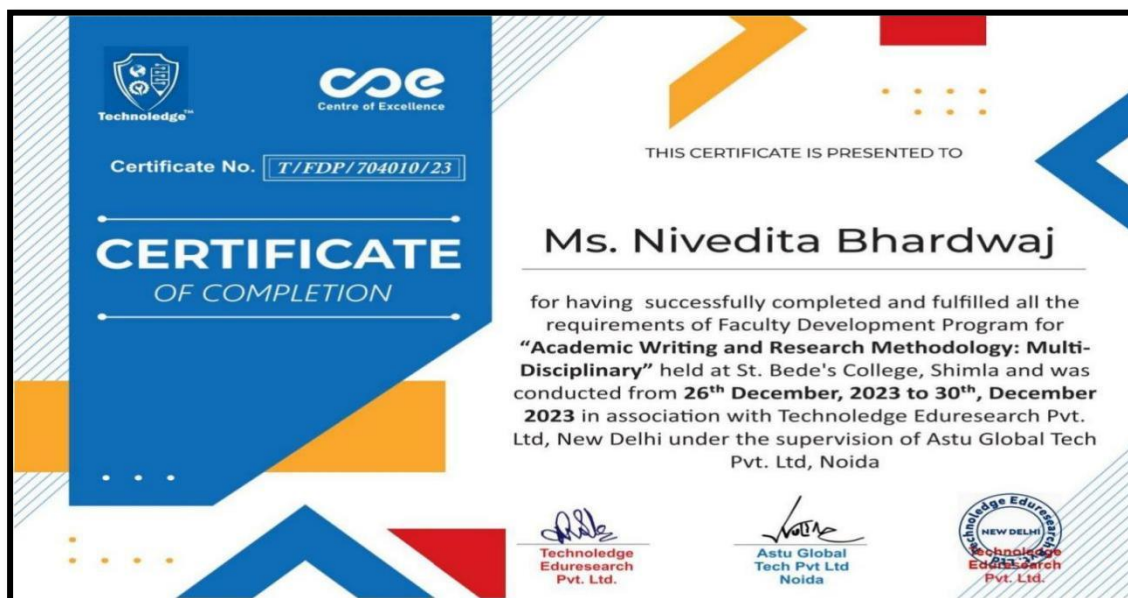 Technoledge™
coe
Centre of Excellence
Certificate No. T/FDP/704010/23
CERTIFICATE
OF COMPLETION
THIS CERTIFICATE IS PRESENTED TO
Ms. Nivedita Bhardwaj
for having successfully completed and fulfilled all the
requirements of Faculty Development Program for
“Academic Writing and Research Methodology: Multi-
Disciplinary” held at St. Bede's College, Shimla and was
conducted from 26th December, 2023 to 30th, December
2023 in association with Technoledge Eduresearch Pvt.
Ltd, New Delhi under the supervision of Astu Global Tech
Pvt. Ltd, Noida
Technoledge
Eduresearch
Pvt. Ltd.
Astu Global
Tech Pvt Ltd
Noida
Technoledge Eduresearch
NEW DELHI
Technoledge
Eduresearch
Pvt. Ltd.